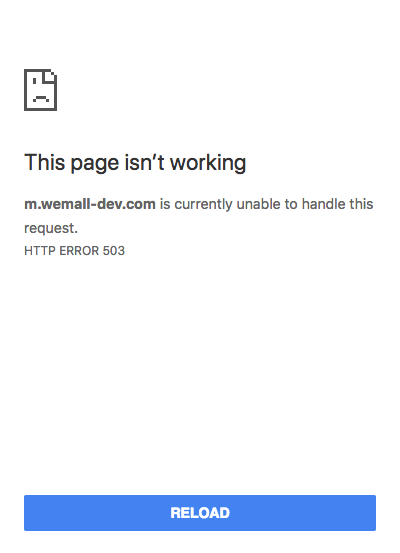 This page isn’t working
m.wemall-dev.com is currently unable to handle this
request.
HTTP ERROR 503
RELOAD